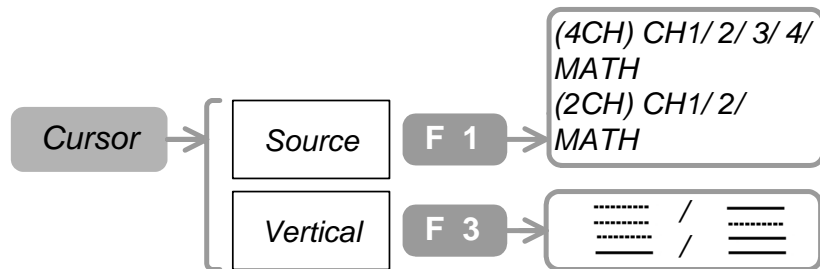 (4CH) CH1/ 2/ 3/ 4/
MATH
(2CH) CH1/ 2/
MATH
Cursor
Source
F 1
Vertical
F 3
/
/